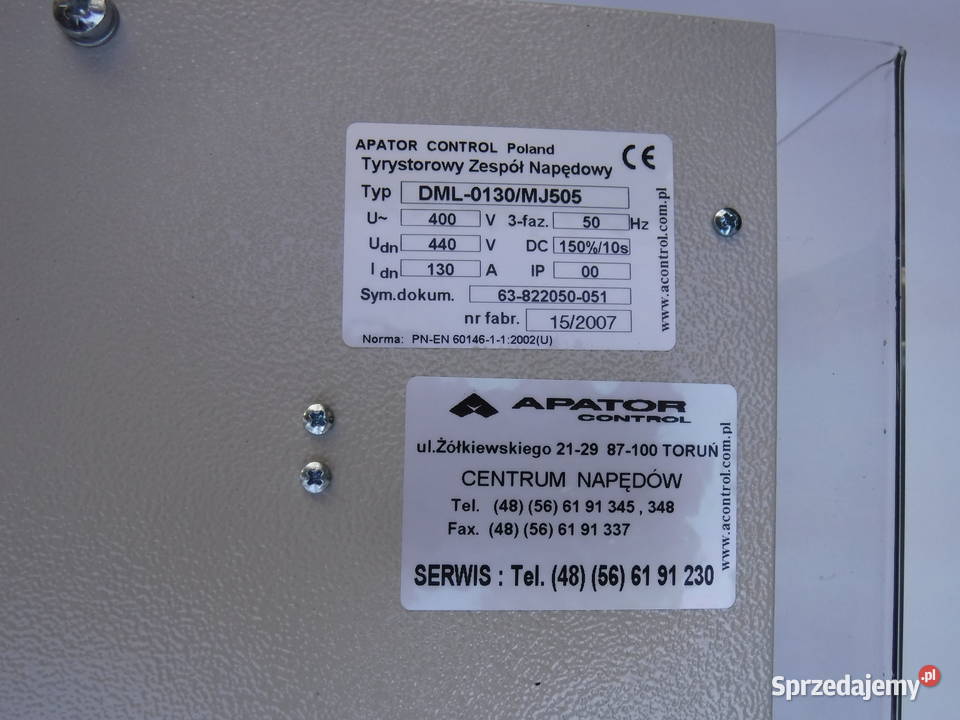 APATOR CONTROL Poland
CE
Tyrystorowy Zespół Napędowy
Typ DML-0130/MJ505
U~ 400 V 3-faz. 50 Hz
Udn 440 V DC 150%/10s
I dn 130 A IP 00
Sym.dokum. 63-822050-051
nr fabr. 15/2007
Norma: PN-EN 60146-1-1:2002(U)
www.acontrol.com.pl
APATOR
CONTROL
ul.Żółkiewskiego 21-29 87-100 TORUŃ
CENTRUM NAPĘDÓW
Tel. (48) (56) 61 91 345 , 348
Fax. (48) (56) 61 91 337
SERWIS : Tel. (48) (56) 61 91 230
www.acontrol.com.pl
Sprzedajemy.pl